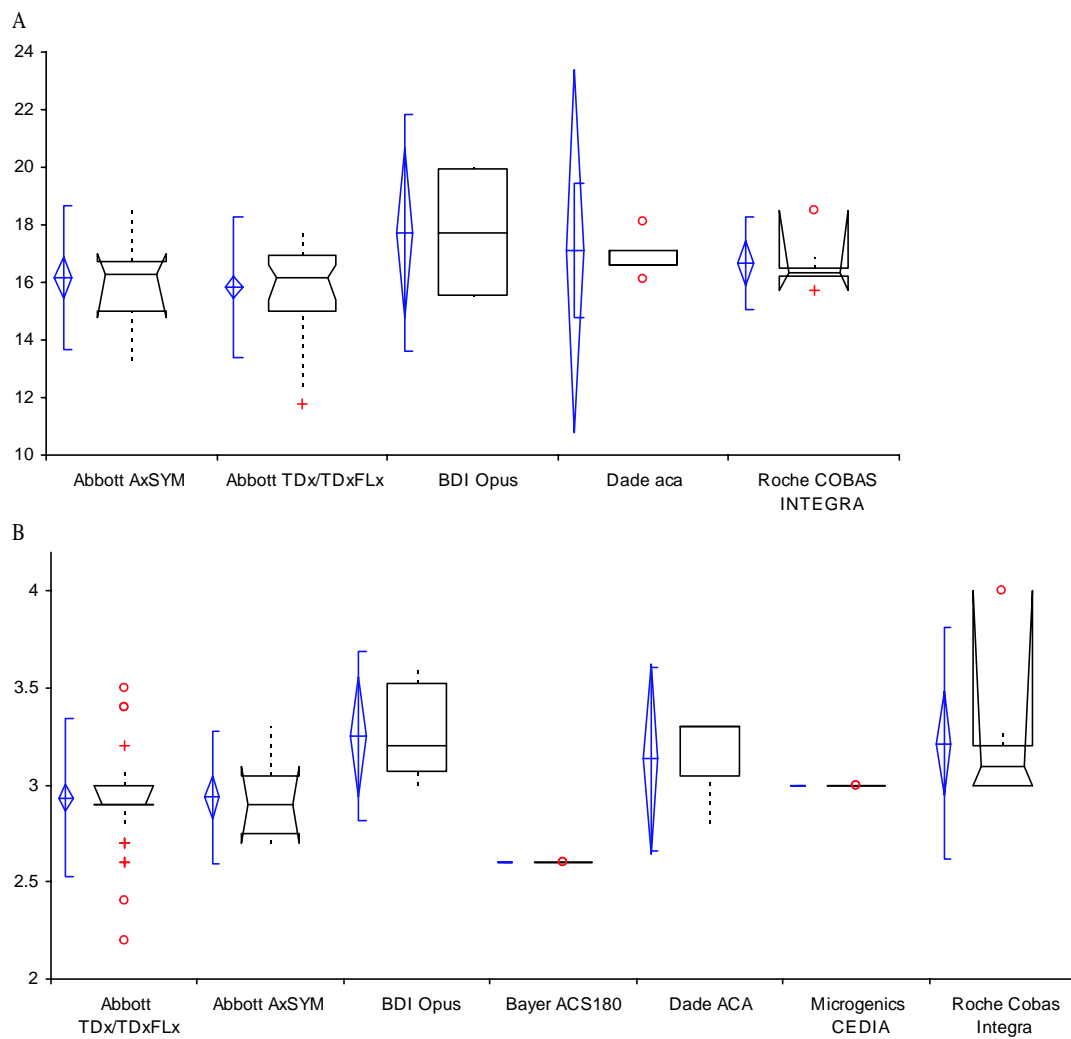 A
24
22
20
18
16
14
12
10
Abbott AxSYM
Abbott TDx/TDxFLx
BDI Opus
Dade aca
Roche COBAS
INTEGRA
B
4
3.5
3
2.5
2
Abbott
TDx/TDxFLx
Abbott AxSYM
BDI Opus
Bayer ACS180
Dade ACA
Microgenics
CEDIA
Roche Cobas
Integra